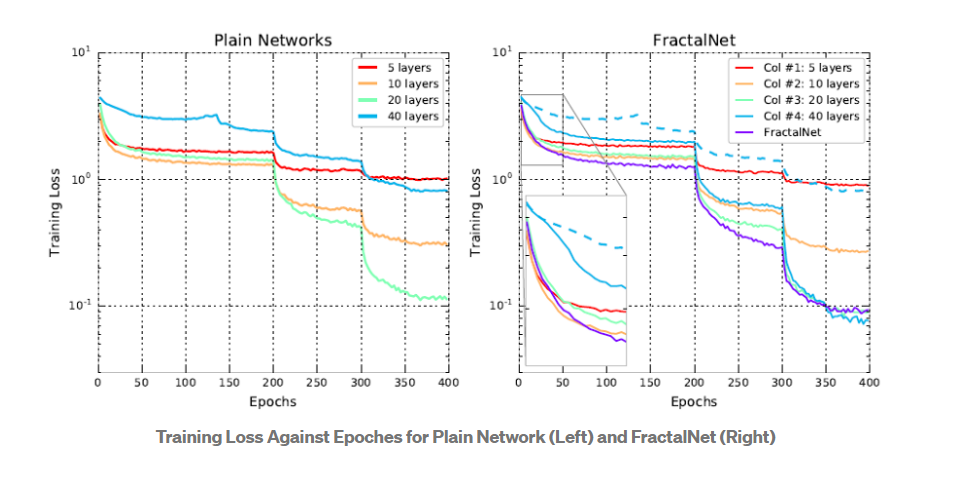 Plain Networks
10¹
10⁰
10⁻¹
Training Loss
0 50 100 150 200 250 300 350 400
Epochs
5 layers
10 layers
20 layers
40 layers
FractalNet
10¹
10⁰
10⁻¹
Training Loss
0 50 100 150 200 250 300 350 400
Epochs
Col #1: 5 layers
Col #2: 10 layers
Col #3: 20 layers
Col #4: 40 layers
FractalNet
Training Loss Against Epoches for Plain Network (Left) and FractalNet (Right)